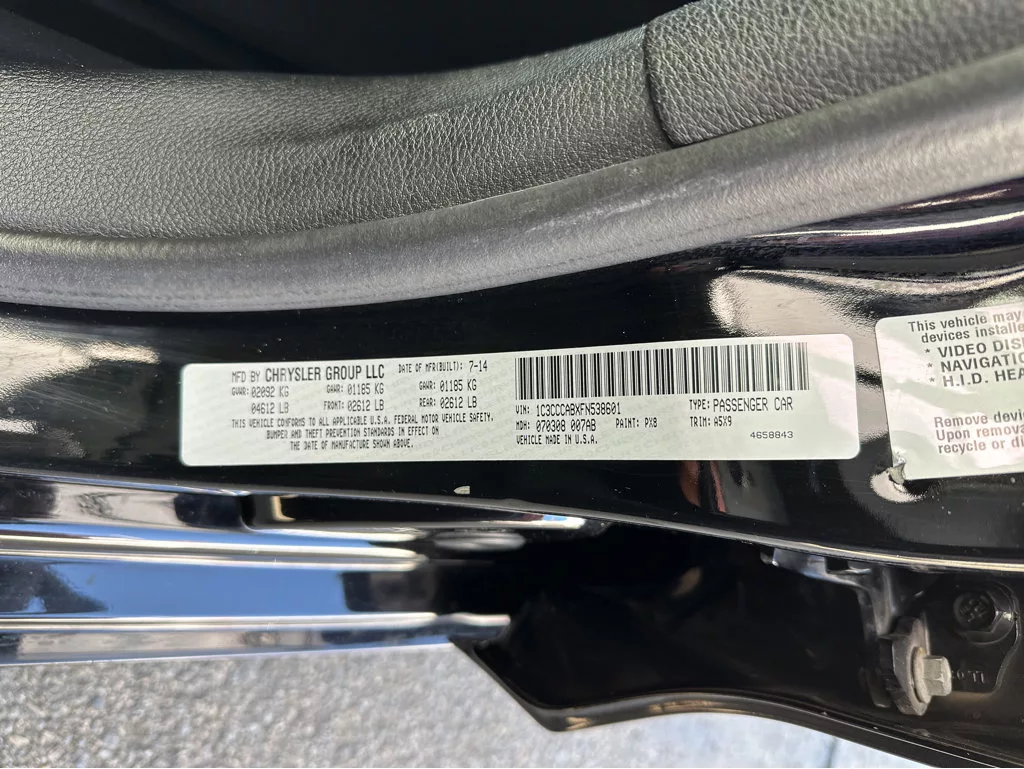 MFD BY CHRYSLER GROUP LLC DATE OF MFR(BUILT): 7-14
GVWR: 02092 KG GAWR: 01185 KG GAWR: 01185 KG
04612 LB FRONT: 02612 LB REAR: 02612 LB
THIS VEHICLE CONFORMS TO ALL APPLICABLE U.S.A. FEDERAL MOTOR VEHICLE SAFETY,
BUMPER AND THEFT PREVENTION STANDARDS IN EFFECT ON
THE DATE OF MANUFACTURE SHOWN ABOVE.
VIN: 1C3CCCABXFN538601 TYPE: PASSENGER CAR
MDH: 070308 007AB PAINT: PX8 TRIM: A5X9
VEHICLE MADE IN U.S.A. 4658843
This vehicle may
devices installe
* VIDEO DIS
* NAVIGATIO
* H.I.D. HEA
Remove device
Upon remova
recycle or di